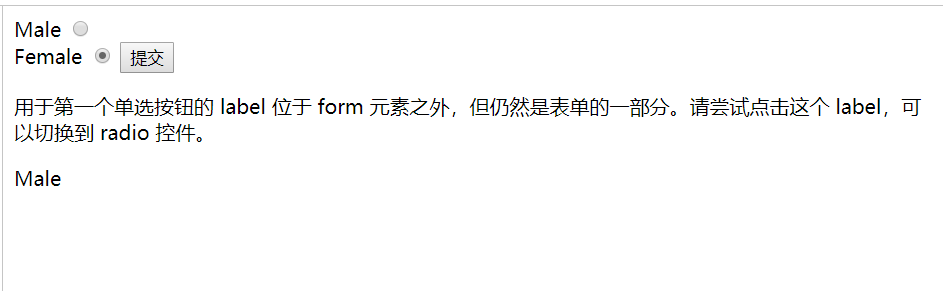 Male
Female 提交
用于第一个单选按钮的 label 位于 form 元素之外，但仍然是表单的一部分。请尝试点击这个 label，可
以切换到 radio 控件。
Male